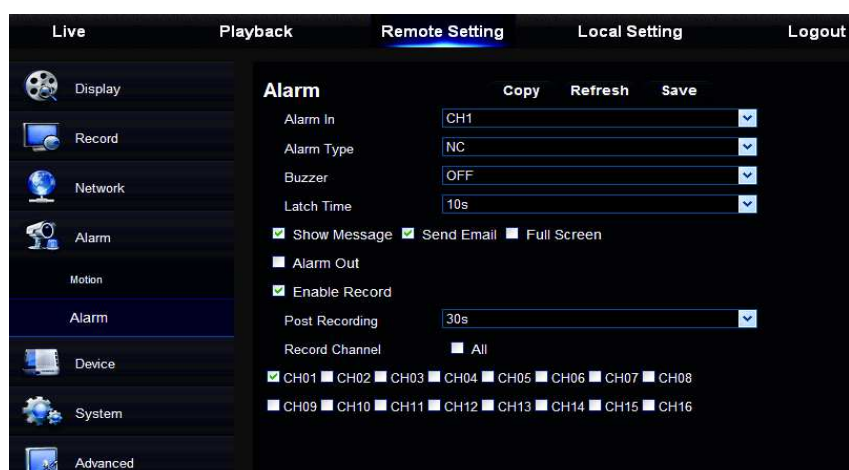 Live Playback Remote Setting Local Setting Logout
Display
Record
Network
Alarm
Motion
Alarm
Device
System
Advanced
Alarm Copy Refresh Save
Alarm In CH1
Alarm Type NC
Buzzer OFF
Latch Time 10s
Show Message Send Email Full Screen
Alarm Out
Enable Record
Post Recording 30s
Record Channel All
CH01 CH02 CH03 CH04 CH05 CH06 CH07 CH08
CH09 CH10 CH11 CH12 CH13 CH14 CH15 CH16